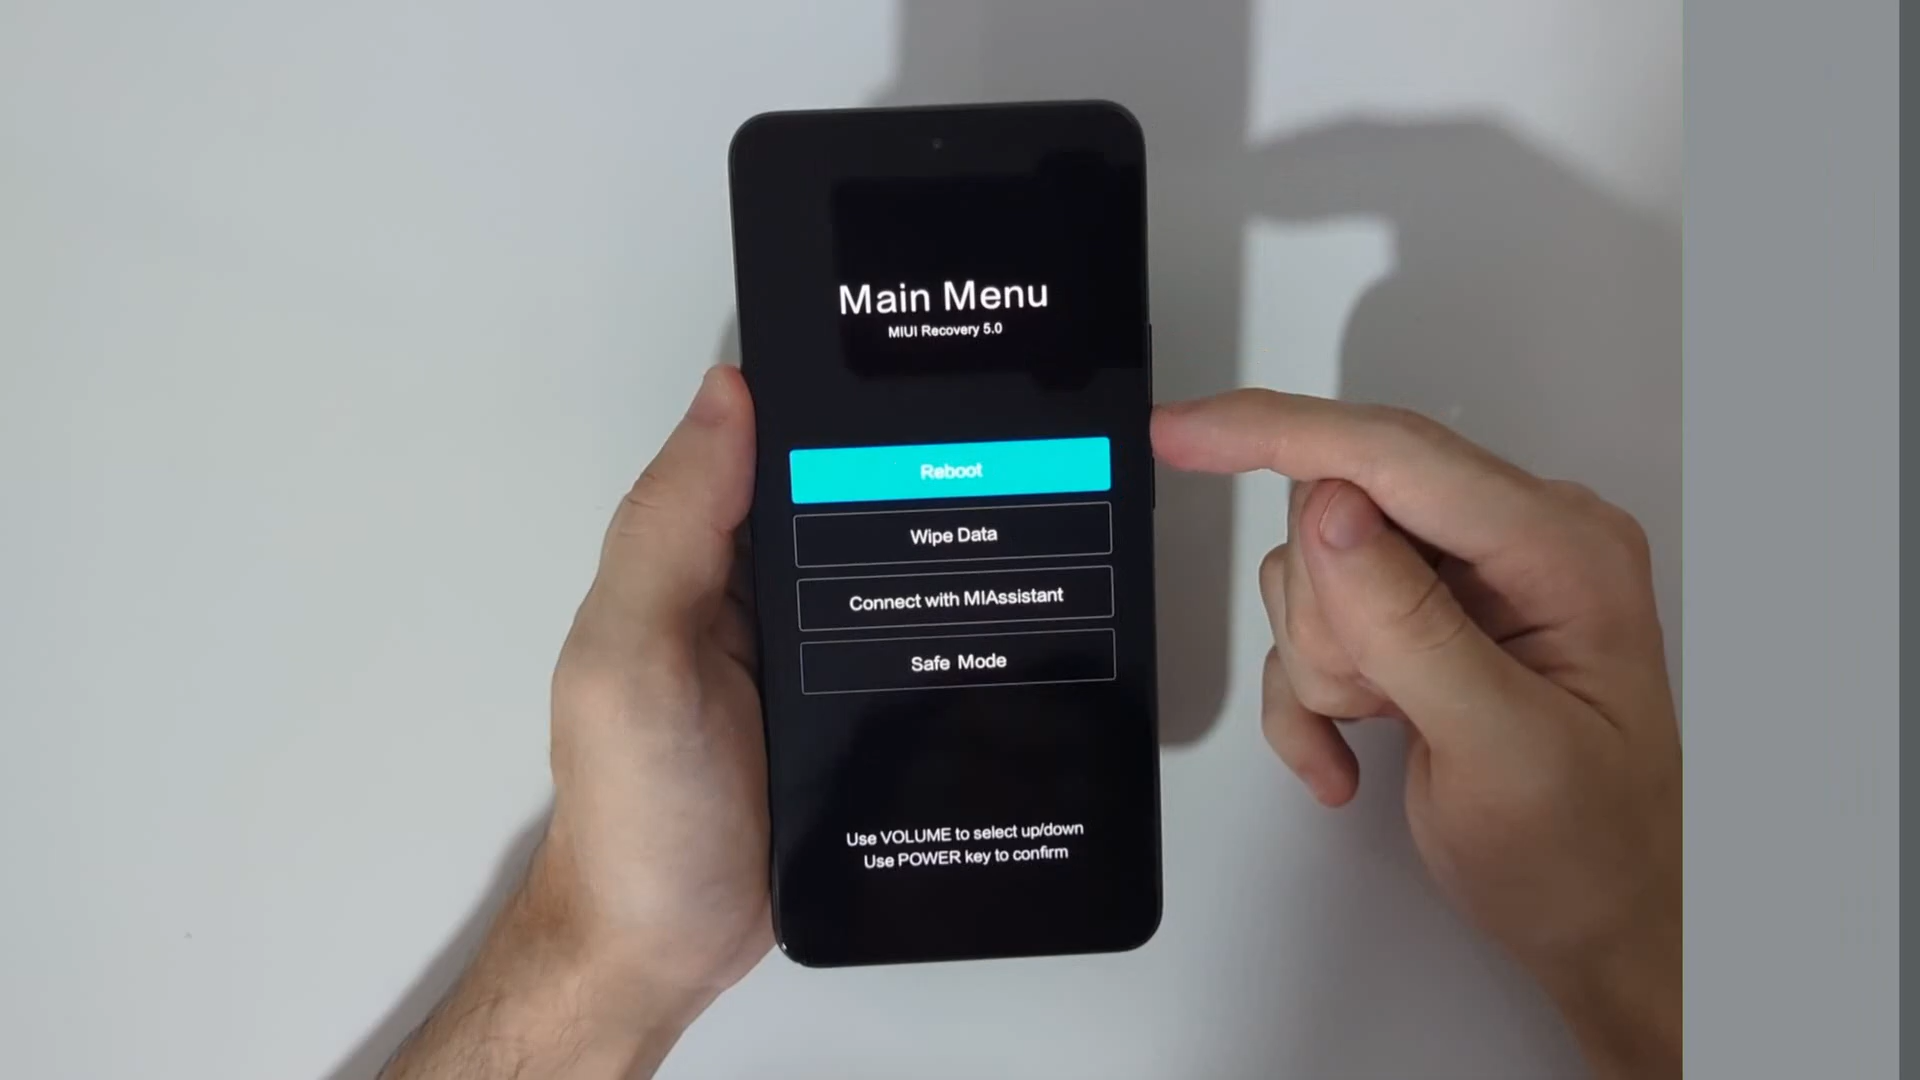 Main Menu
MIUI Recovery 5.0
Reboot
Wipe Data
Connect with MIAssistant
Safe Mode
Use VOLUME to select up/down
Use POWER key to confirm